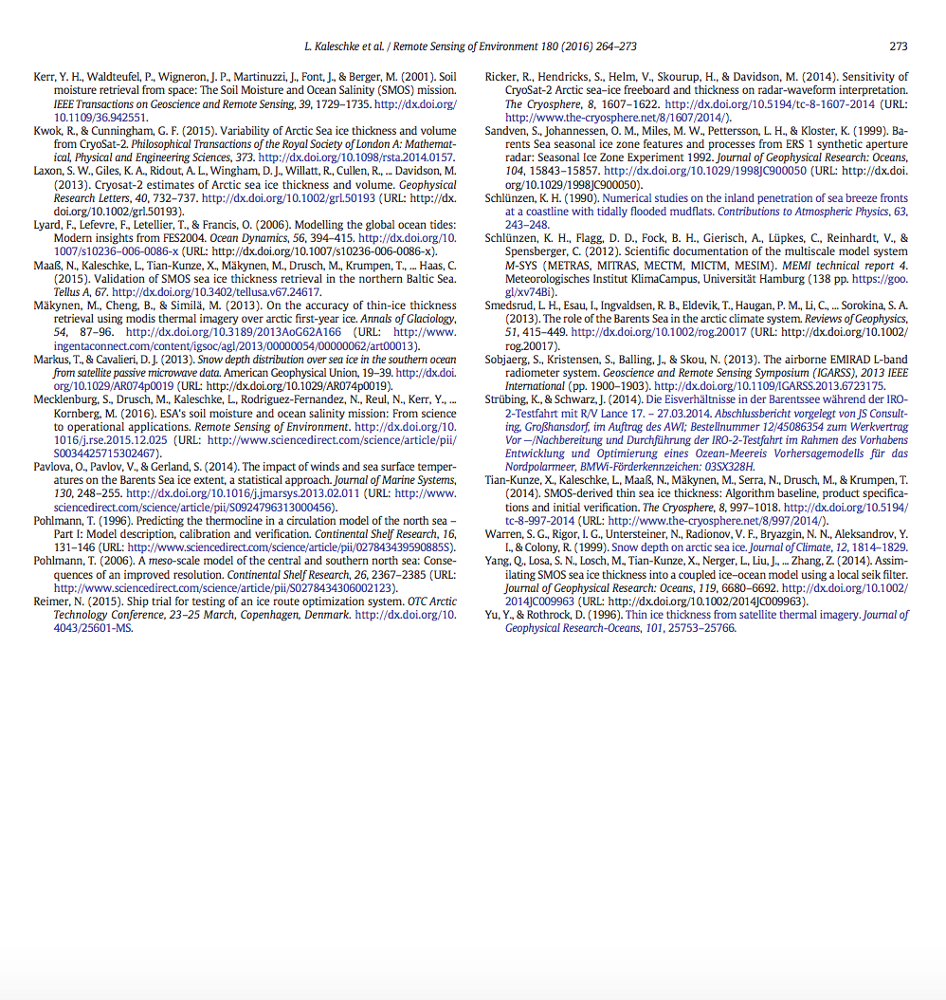 L. Kaleschke et al. / Remote Sensing of Environment 180 (2016) 264–273
273
Kerr, Y. H., Waldteufel, P., Wigneron, J. P., Martinuzzi, J., Font, J., & Berger, M. (2001). Soil
moisture retrieval from space: The Soil Moisture and Ocean Salinity (SMOS) mission.
IEEE Transactions on Geoscience and Remote Sensing, 39, 1729–1735. http://dx.doi.org/
10.1109/36.942551.
Kwok, R., & Cunningham, G. F. (2015). Variability of Arctic Sea ice thickness and volume
from CryoSat-2. Philosophical Transactions of the Royal Society of London A: Mathemat-
ical, Physical and Engineering Sciences, 373. http://dx.doi.org/10.1098/rsta.2014.0157.
Laxon, S. W., Giles, K. A., Ridout, A. L., Wingham, D. J., Willatt, R., Cullen, R., ... Davidson, M.
(2013). Cryosat-2 estimates of Arctic sea ice thickness and volume. Geophysical
Research Letters, 40, 732–737. http://dx.doi.org/10.1002/grl.50193 (URL: http://dx.
doi.org/10.1002/grl.50193).
Lyard, F., Lefevre, F., Letellier, T., & Francis, O. (2006). Modelling the global ocean tides:
Modern insights from FES2004. Ocean Dynamics, 56, 394–415. http://dx.doi.org/10.
1007/s10236-006-0086-x (URL: http://dx.doi.org/10.1007/s10236-006-0086-x).
Maaß, N., Kaleschke, L., Tian-Kunze, X., Mäkynen, M., Drusch, M., Krumpen, T., ... Haas, C.
(2015). Validation of SMOS sea ice thickness retrieval in the northern Baltic Sea.
Tellus A, 67. http://dx.doi.org/10.3402/tellusa.v67.24617.
Mäkynen, M., Cheng, B., & Similä, M. (2013). On the accuracy of thin-ice thickness
retrieval using modis thermal imagery over arctic first-year ice. Annals of Glaciology,
54, 87–96. http://dx.doi.org/10.3189/2013AoG62A166 (URL: http://www.
ingentaconnect.com/content/igsoc/agl/2013/00000054/00000062/art00013).
Markus, T., & Cavalieri, D. J. (2013). Snow depth distribution over sea ice in the southern ocean
from satellite passive microwave data. American Geophysical Union, 19–39. http://dx.doi.
org/10.1029/AR074p0019 (URL: http://dx.doi.org/10.1029/AR074p0019).
Mecklenburg, S., Drusch, M., Kaleschke, L., Rodriguez-Fernandez, N., Reul, N., Kerr, Y., ...
Kornberg, M. (2016). ESA's soil moisture and ocean salinity mission: From science
to operational applications. Remote Sensing of Environment. http://dx.doi.org/10.
1016/j.rse.2015.12.025 (URL: http://www.sciencedirect.com/science/article/pii/
S0034425715302467).
Pavlova, O., Pavlov, V., & Gerland, S. (2014). The impact of winds and sea surface temper-
atures on the Barents Sea ice extent, a statistical approach. Journal of Marine Systems,
130, 248–255. http://dx.doi.org/10.1016/j.jmarsys.2013.02.011 (URL: http://www.
sciencedirect.com/science/article/pii/S0924796313000456).
Pohlmann, T. (1996). Predicting the thermocline in a circulation model of the north sea –
Part I: Model description, calibration and verification. Continental Shelf Research, 16,
131–146 (URL: http://www.sciencedirect.com/science/article/pii/027843439590885S).
Pohlmann, T. (2006). A meso-scale model of the central and southern north sea: Conse-
quences of an improved resolution. Continental Shelf Research, 26, 2367–2385 (URL:
http://www.sciencedirect.com/science/article/pii/S0278434306002123).
Reimer, N. (2015). Ship trial for testing of an ice route optimization system. OTC Arctic
Technology Conference, 23–25 March, Copenhagen, Denmark. http://dx.doi.org/10.
4043/25601-MS.
Ricker, R., Hendricks, S., Helm, V., Skourup, H., & Davidson, M. (2014). Sensitivity of
CryoSat-2 Arctic sea-ice freeboard and thickness on radar-waveform interpretation.
The Cryosphere, 8, 1607–1622. http://dx.doi.org/10.5194/tc-8-1607-2014 (URL:
http://www.the-cryosphere.net/8/1607/2014/).
Sandven, S., Johannessen, O. M., Miles, M. W., Pettersson, L. H., & Kloster, K. (1999). Ba-
rents Sea seasonal ice zone features and processes from ERS 1 synthetic aperture
radar: Seasonal Ice Zone Experiment 1992. Journal of Geophysical Research: Oceans,
104, 15843–15857. http://dx.doi.org/10.1029/1998JC900050 (URL: http://dx.doi.
org/10.1029/1998JC900050).
Schlünzen, K. H. (1990). Numerical studies on the inland penetration of sea breeze fronts
at a coastline with tidally flooded mudflats. Contributions to Atmospheric Physics, 63,
243–248.
Schlünzen, K. H., Flagg, D. D., Fock, B. H., Gierisch, A., Lüpkes, C., Reinhardt, V., &
Spensberger, C. (2012). Scientific documentation of the multiscale model system
M-SYS (METRAS, MITRAS, MECTM, MICTM, MESIM). MEMI technical report 4.
Meteorologisches Institut KlimaCampus, Universität Hamburg (138 pp. https://goo.
gl/xv74Bi).
Smedsrud, L. H., Esau, I., Ingvaldsen, R. B., Eldevik, T., Haugan, P. M., Li, C., ... Sorokina, S. A.
(2013). The role of the Barents Sea in the arctic climate system. Reviews of Geophysics,
51, 415–449. http://dx.doi.org/10.1002/rog.20017 (URL: http://dx.doi.org/10.1002/
rog.20017).
Sobjaerg, S., Kristensen, S., Balling, J., & Skou, N. (2013). The airborne EMIRAD L-band
radiometer system. Geoscience and Remote Sensing Symposium (IGARSS), 2013 IEEE
International (pp. 1900–1903). http://dx.doi.org/10.1109/IGARSS.2013.6723175.
Strübing, K., & Schwarz, J. (2014). Die Eisverhältnisse in der Barentssee während der IRO-
2-Testfahrt mit R/V Lance 17. – 27.03.2014. Abschlussbericht vorgelegt von JS Consult-
ing, Großhansdorf, im Auftrag des AWI; Bestellnummer 12/45086354 zum Werkvertrag
Vor —/Nachbereitung und Durchführung der IRO-2-Testfahrt im Rahmen des Vorhabens
Entwicklung und Optimierung eines Ozean-Meereis Vorhersagemodells für das
Nordpolarmeer, BMWi-Förderkennzeichen: 03SX328H.
Tian-Kunze, X., Kaleschke, L., Maaß, N., Mäkynen, M., Serra, N., Drusch, M., & Krumpen, T.
(2014). SMOS-derived thin sea ice thickness: Algorithm baseline, product specifica-
tions and initial verification. The Cryosphere, 8, 997–1018. http://dx.doi.org/10.5194/
tc-8-997-2014 (URL: http://www.the-cryosphere.net/8/997/2014/).
Warren, S. G., Rigor, I. G., Untersteiner, N., Radionov, V. F., Bryazgin, N. N., Aleksandrov, Y.
I., & Colony, R. (1999). Snow depth on arctic sea ice. Journal of Climate, 12, 1814–1829.
Yang, Q., Losa, S. N., Losch, M., Tian-Kunze, X., Nerger, L., Liu, J., ... Zhang, Z. (2014). Assim-
ilating SMOS sea ice thickness into a coupled ice–ocean model using a local seik filter.
Journal of Geophysical Research: Oceans, 119, 6680–6692. http://dx.doi.org/10.1002/
2014JC009963 (URL: http://dx.doi.org/10.1002/2014JC009963).
Yu, Y., & Rothrock, D. (1996). Thin ice thickness from satellite thermal imagery. Journal of
Geophysical Research-Oceans, 101, 25753–25766.